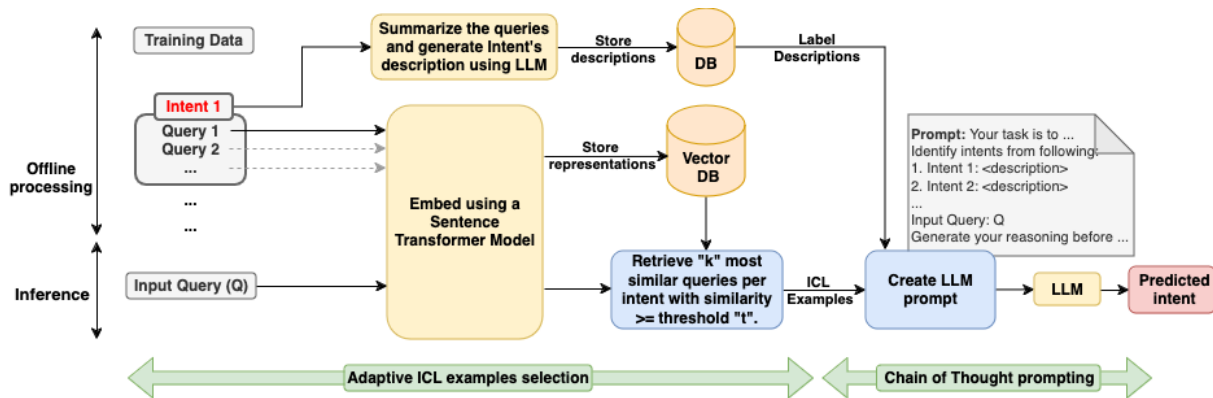 Offline
processing
Inference
Training Data
Intent 1
Query 1
Query 2
...
...
...
Input Query (Q)
Summarize the queries
and generate Intent's
description using LLM
Store
descriptions
DB
Label
Descriptions
Embed using a
Sentence
Transformer Model
Store
representations
Vector
DB
Retrieve "k" most
similar queries per
intent with similarity
>= threshold "t".
ICL
Examples
Prompt: Your task is to ...
Identify intents from following:
1. Intent 1: <description>
2. Intent 2: <description>
...
Input Query: Q
Generate your reasoning before ...
Create LLM
prompt
LLM
Predicted
intent
Adaptive ICL examples selection
Chain of Thought prompting